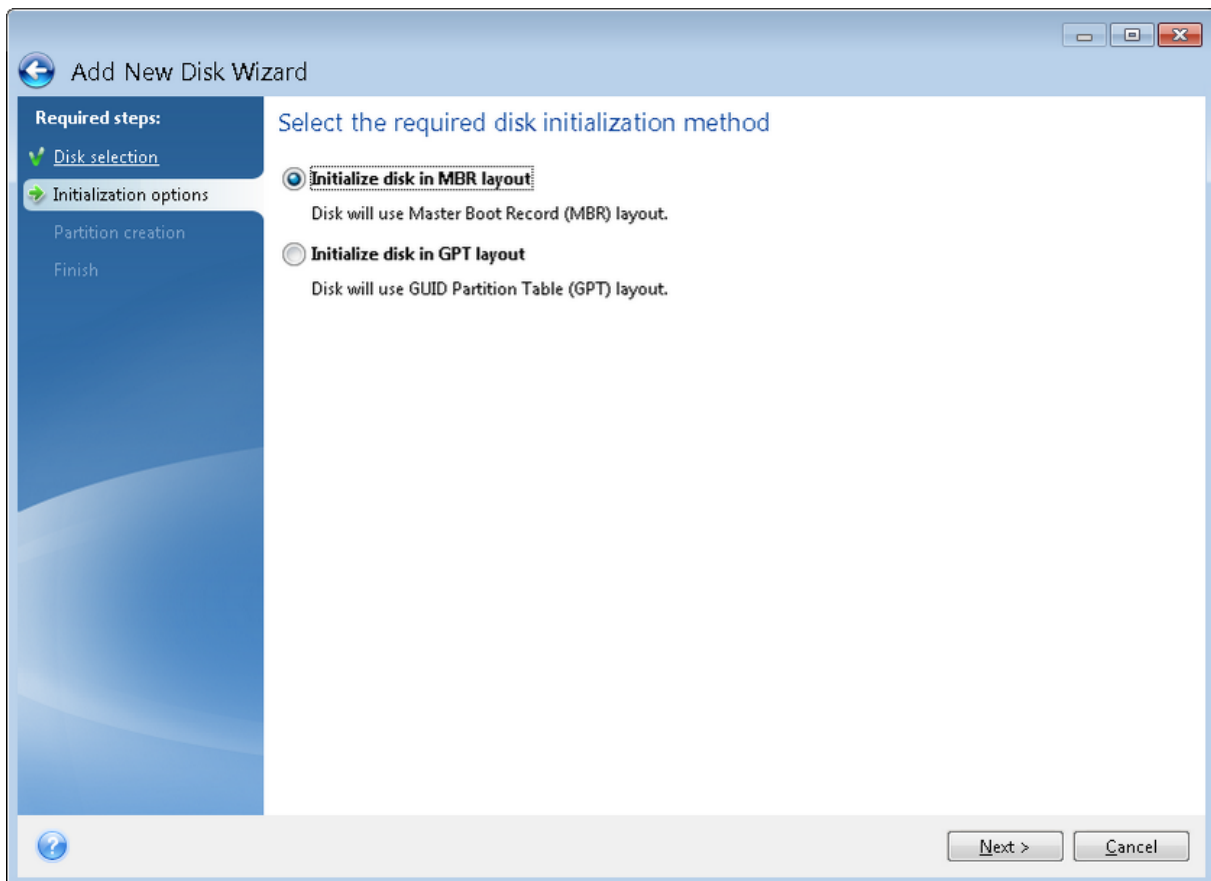 Add New Disk Wizard
Required steps:
Disk selection
Initialization options
Partition creation
Finish
Select the required disk initialization method
Initialize disk in MBR layout
Disk will use Master Boot Record (MBR) layout.
Initialize disk in GPT layout
Disk will use GUID Partition Table (GPT) layout.
?
Next >
Cancel